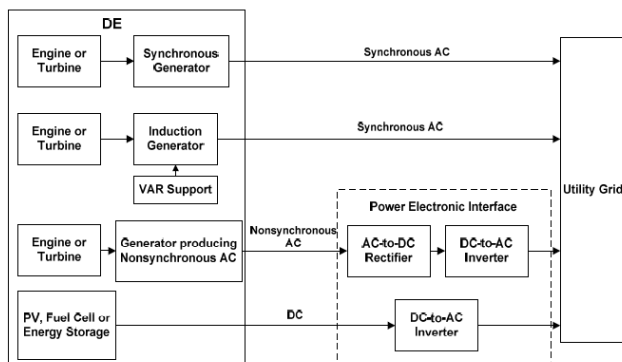 DE
Engine or
Turbine
Synchronous
Generator
Synchronous AC
Engine or
Turbine
Induction
Generator
Synchronous AC
VAR Support
Utility Grid
Power Electronic Interface
Engine or
Turbine
Generator producing
Nonsynchronous AC
Nonsynchronous
AC
AC-to-DC
Rectifier
DC-to-AC
Inverter
PV, Fuel Cell or
Energy Storage
DC
DC-to-AC
Inverter